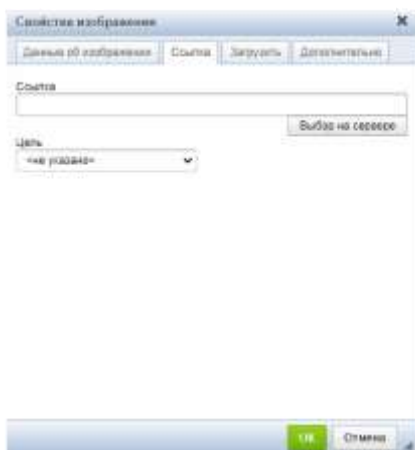 Свойства изображения
Данные об изображении Ссылка Загрузить Дополнительно
Ссылка
Выбор на сервере
Цель
<не указано>
ОК Отмена